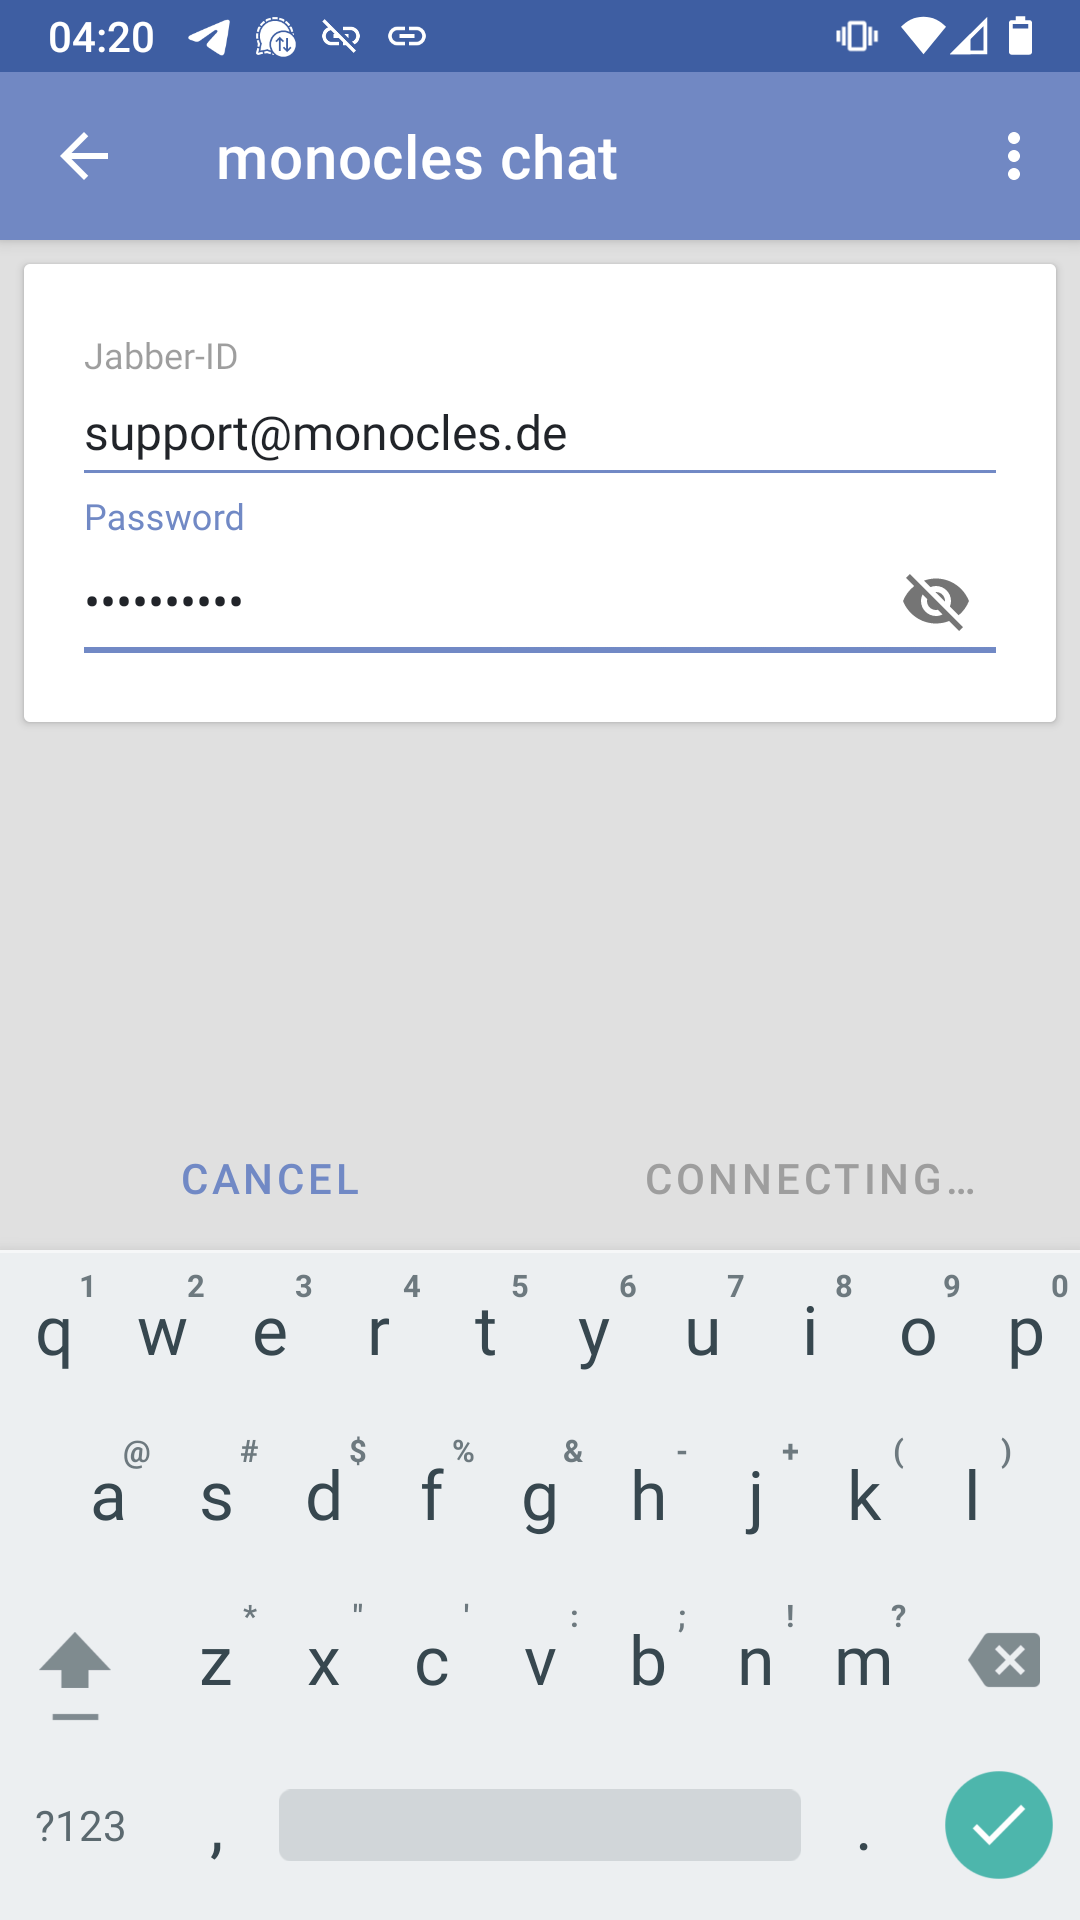 04:20
monocles chat
Jabber-ID
support@monocles.de
Password
••••••••••
CANCEL CONNECTING…
1 2 3 4 5 6 7 8 9 0
q w e r t y u i o p
@ # $ % & - + ( )
a s d f g h j k l
* " ' : ; ! ?
z x c v b n m
?123 , .